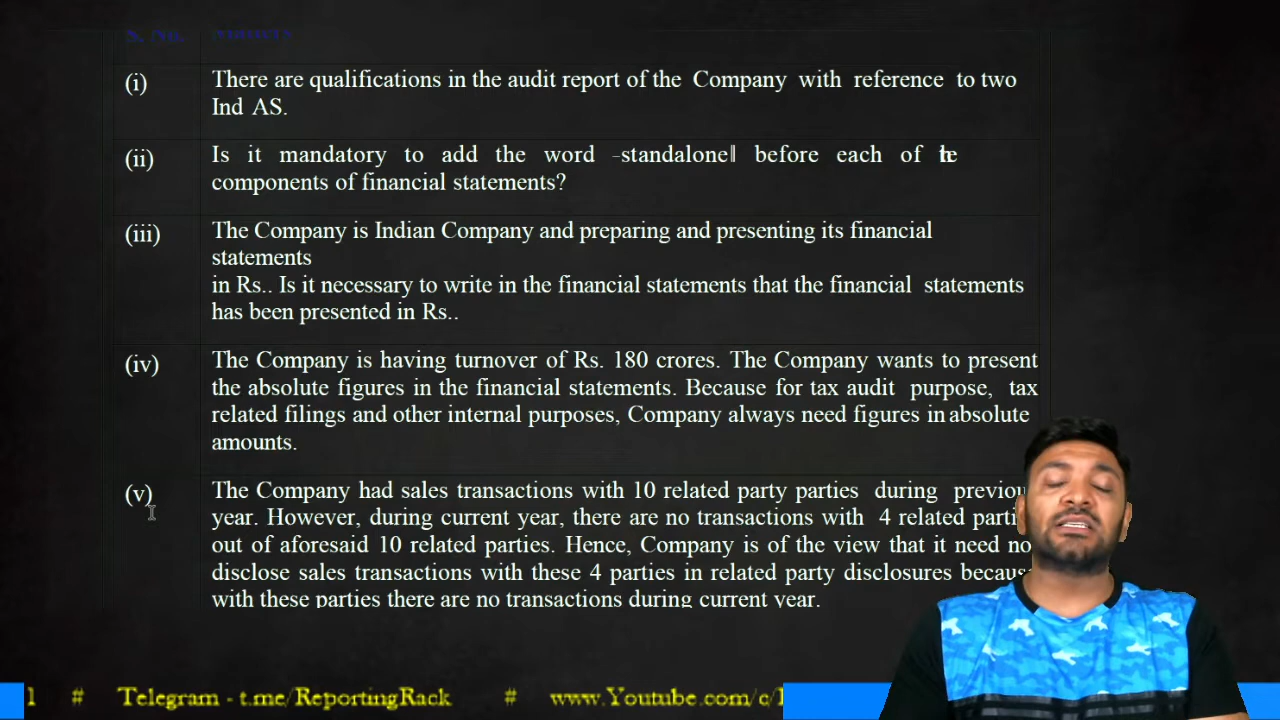 S. No. Matters
(i) There are qualifications in the audit report of the Company with reference to two
Ind AS.
(ii) Is it mandatory to add the word -standalone‖ before each of the
components of financial statements?
(iii) The Company is Indian Company and preparing and presenting its financial
statements
in Rs.. Is it necessary to write in the financial statements that the financial statements
has been presented in Rs..
(iv) The Company is having turnover of Rs. 180 crores. The Company wants to present
the absolute figures in the financial statements. Because for tax audit purpose, tax
related filings and other internal purposes, Company always need figures in absolute
amounts.
(v) The Company had sales transactions with 10 related party parties during previou
year. However, during current year, there are no transactions with 4 related parti
out of aforesaid 10 related parties. Hence, Company is of the view that it need no
disclose sales transactions with these 4 parties in related party disclosures becaus
with these parties there are no transactions during current year.
1 # Telegram - t.me/ReportingRack # www.Youtube.com/c/